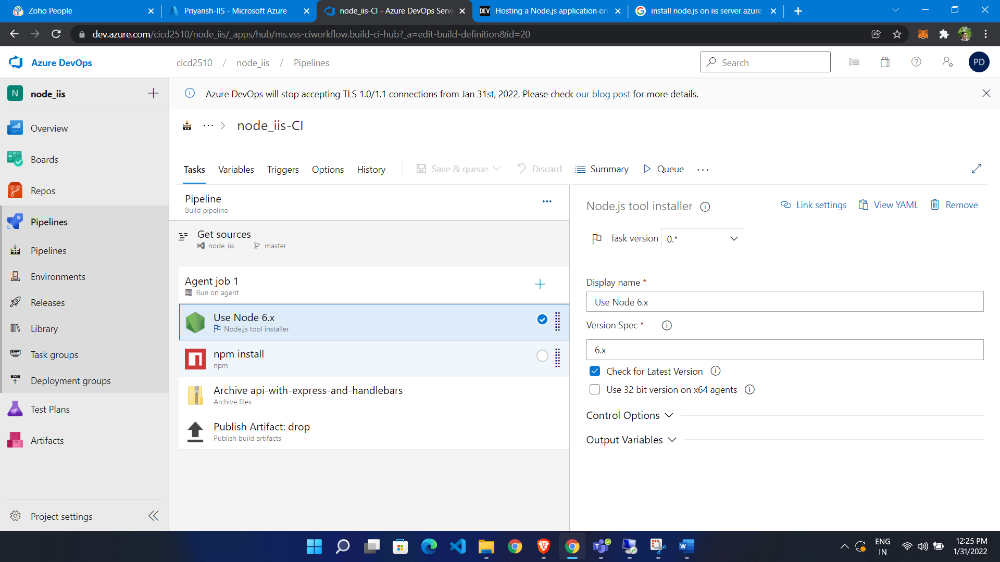 Zoho People
Priyansh-IIS - Microsoft Azure
node_iis-CI - Azure DevOps Servi
DEV
Hosting a Node.js application on
install node.js on iis server azure
dev.azure.com/cicd2510/node_iis/_apps/hub/ms.vss-ciworkflow.build-ci-hub?_a=edit-build-definition&id=20
Azure DevOps
cicd2510 / node_iis / Pipelines
Search
PD
N
node_iis
Azure DevOps will stop accepting TLS 1.0/1.1 connections from Jan 31st, 2022. Please check our blog post for more details.
Overview
Boards
Repos
Pipelines
Pipelines
Environments
Releases
Library
Task groups
Deployment groups
Test Plans
Artifacts
Project settings
... > node_iis-CI
Tasks
Variables
Triggers
Options
History
Save & queue
Discard
Summary
Queue
...
Pipeline
Build pipeline
Get sources
node_iis
master
Agent job 1
Run on agent
Use Node 6.x
Node.js tool installer
npm install
npm
Archive api-with-express-and-handlebars
Archive files
Publish Artifact: drop
Publish build artifacts
Node.js tool installer
Link settings
View YAML
Remove
Task version
0.*
Display name *
Use Node 6.x
Version Spec *
6.x
Check for Latest Version
Use 32 bit version on x64 agents
Control Options
Output Variables
ENG
IN
12:25 PM
1/31/2022